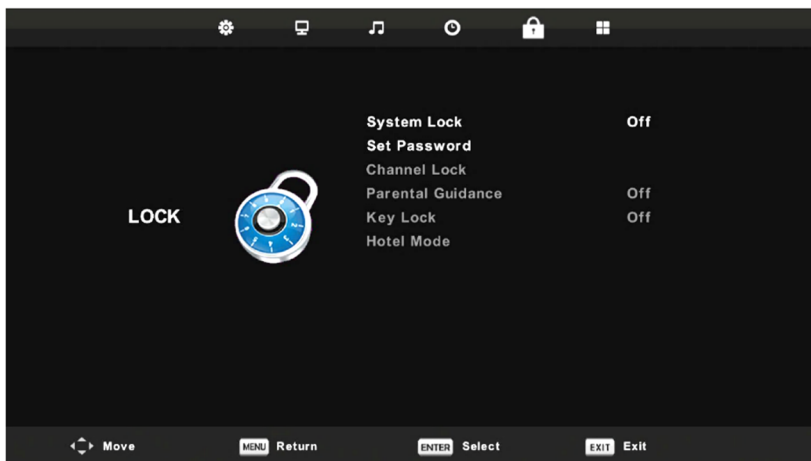 System Lock Off
Set Password
Channel Lock
Parental Guidance Off
LOCK
Key Lock Off
Hotel Mode
Move MENU Return ENTER Select EXIT Exit